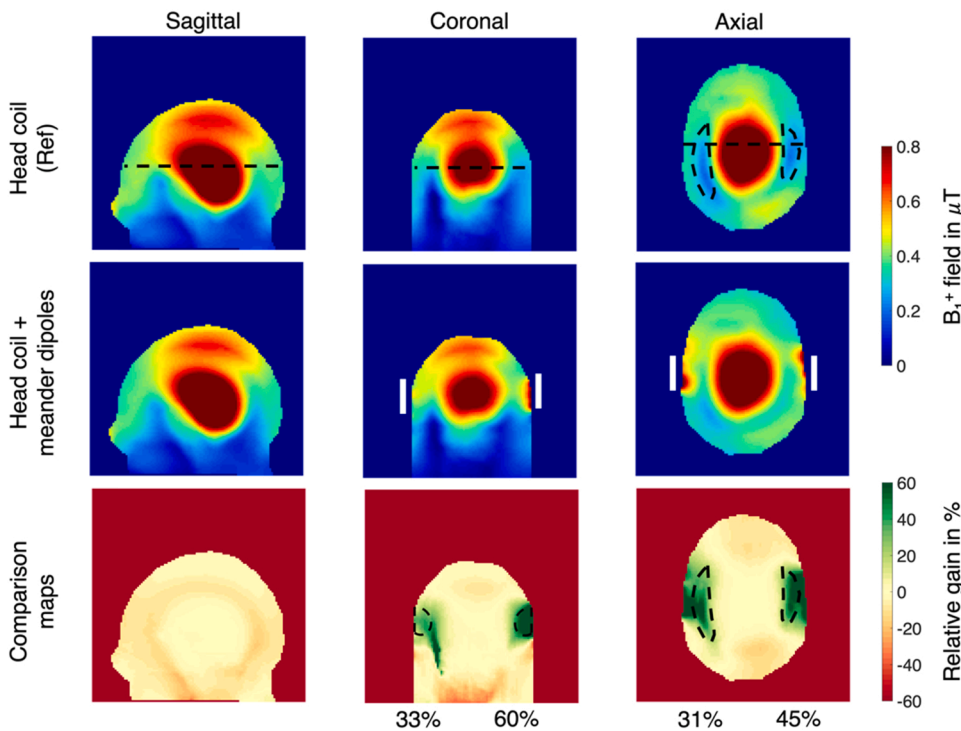 Sagittal Coronal Axial
Head coil
(Ref)
0.8
0.6
0.4
0.2
0
B₁⁺ field in μT
Head coil +
meander dipoles
Comparison
maps
60
40
20
0
-20
-40
-60
Relative gain in %
33% 60% 31% 45%